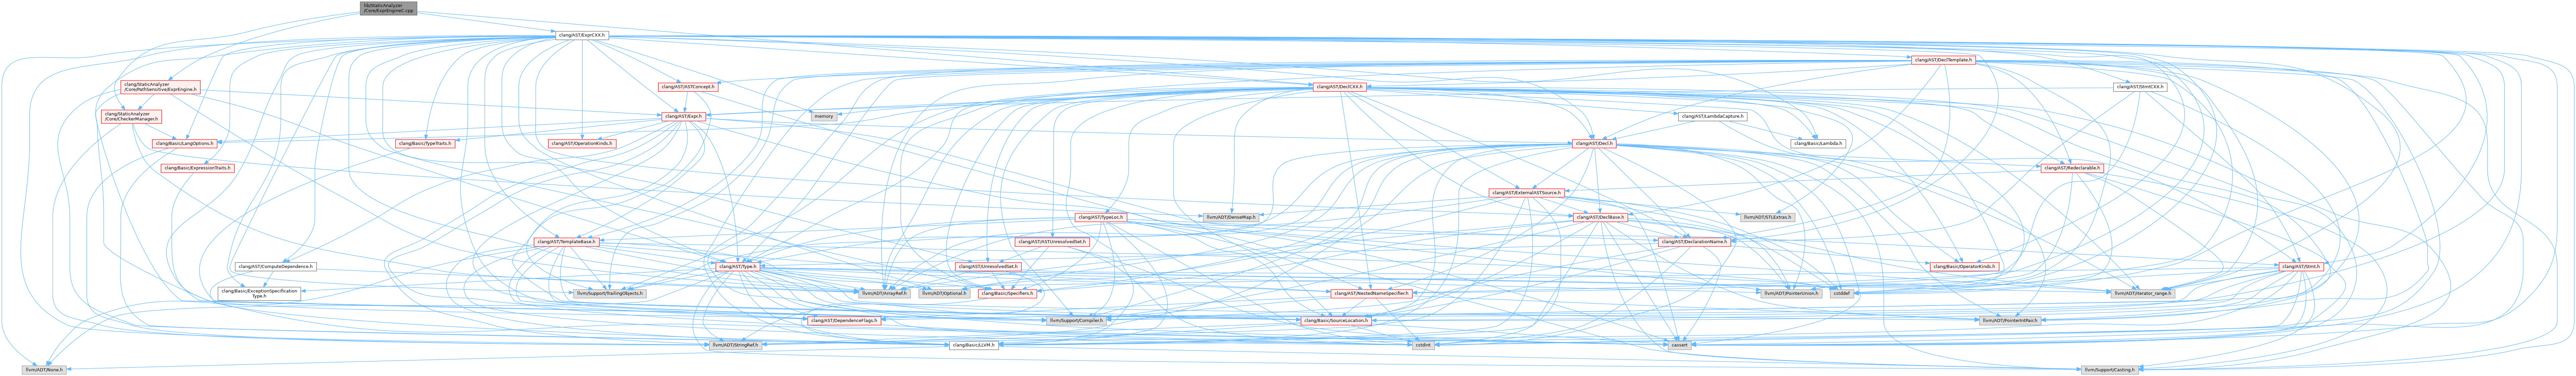 lib/StaticAnalyzer
/Core/ExprEngineC.cpp
clang/AST/ExprCXX.h
clang/AST/DeclTemplate.h
clang/StaticAnalyzer
/Core/PathSensitive/ExprEngine.h
clang/AST/ASTConcept.h
clang/AST/DeclCXX.h
clang/AST/StmtCXX.h
clang/StaticAnalyzer
/Core/CheckerManager.h
clang/AST/Expr.h
memory
clang/AST/LambdaCapture.h
clang/Basic/LangOptions.h
clang/Basic/TypeTraits.h
clang/AST/OperationKinds.h
clang/AST/Decl.h
clang/Basic/Lambda.h
clang/Basic/ExpressionTraits.h
clang/AST/Redeclarable.h
clang/AST/ExternalASTSource.h
clang/AST/TypeLoc.h
llvm/ADT/DenseMap.h
clang/AST/DeclBase.h
llvm/ADT/STLExtras.h
clang/AST/TemplateBase.h
clang/AST/ASTUnresolvedSet.h
clang/AST/DeclarationName.h
clang/AST/ComputeDependence.h
clang/AST/Type.h
clang/AST/UnresolvedSet.h
clang/Basic/OperatorKinds.h
clang/AST/Stmt.h
clang/Basic/ExceptionSpecification
Type.h
llvm/Support/TrailingObjects.h
llvm/ADT/ArrayRef.h
llvm/ADT/Optional.h
clang/Basic/Specifiers.h
clang/AST/NestedNameSpecifier.h
llvm/ADT/PointerUnion.h
cstddef
llvm/ADT/iterator_range.h
clang/AST/DependenceFlags.h
llvm/Support/Compiler.h
clang/Basic/SourceLocation.h
llvm/ADT/PointerIntPair.h
llvm/ADT/StringRef.h
clang/Basic/LLVM.h
cstdint
cassert
llvm/ADT/None.h
llvm/Support/Casting.h